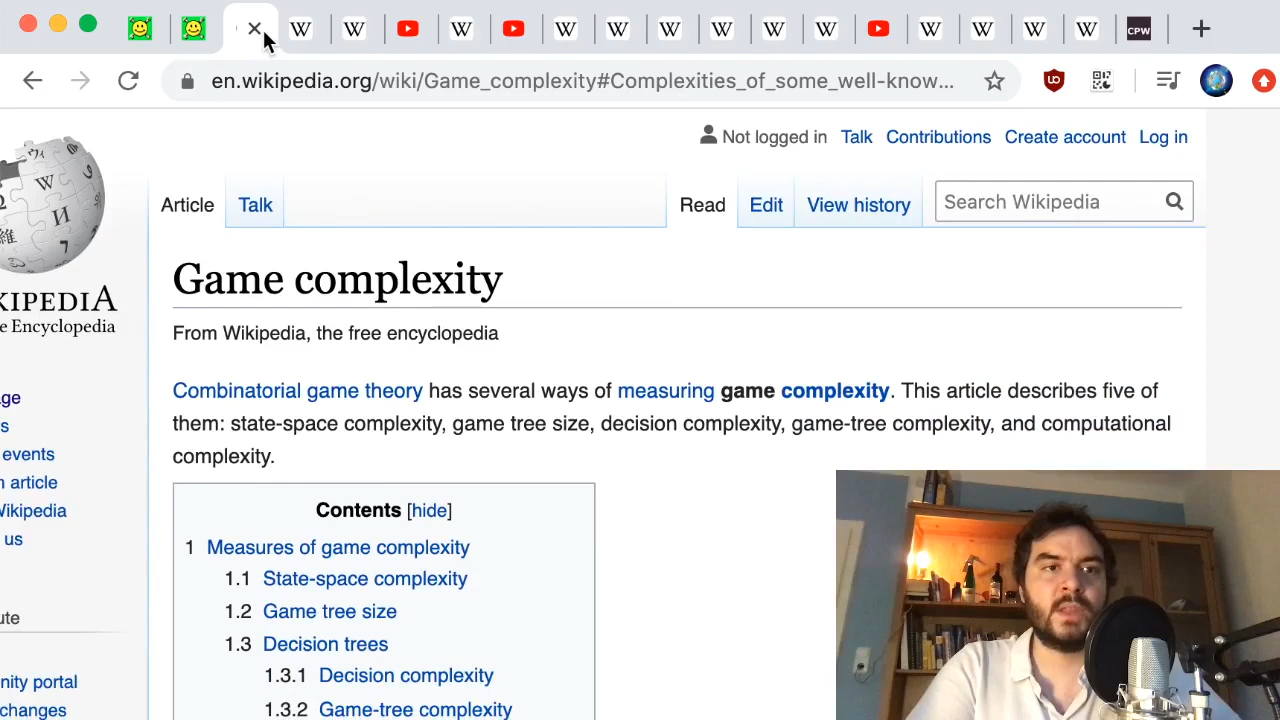 CPW
en.wikipedia.org/wiki/Game_complexity#Complexities_of_some_well-know...
Not logged in Talk Contributions Create account Log in
Article Talk Read Edit View history Search Wikipedia
KIPEDIA
e Encyclopedia
Game complexity
From Wikipedia, the free encyclopedia
Combinatorial game theory has several ways of measuring game complexity. This article describes five of
them: state-space complexity, game tree size, decision complexity, game-tree complexity, and computational
complexity.
ge
s
events
n article
Wikipedia
us
ute
nity portal
changes
Contents [hide]
1 Measures of game complexity
1.1 State-space complexity
1.2 Game tree size
1.3 Decision trees
1.3.1 Decision complexity
1.3.2 Game-tree complexity